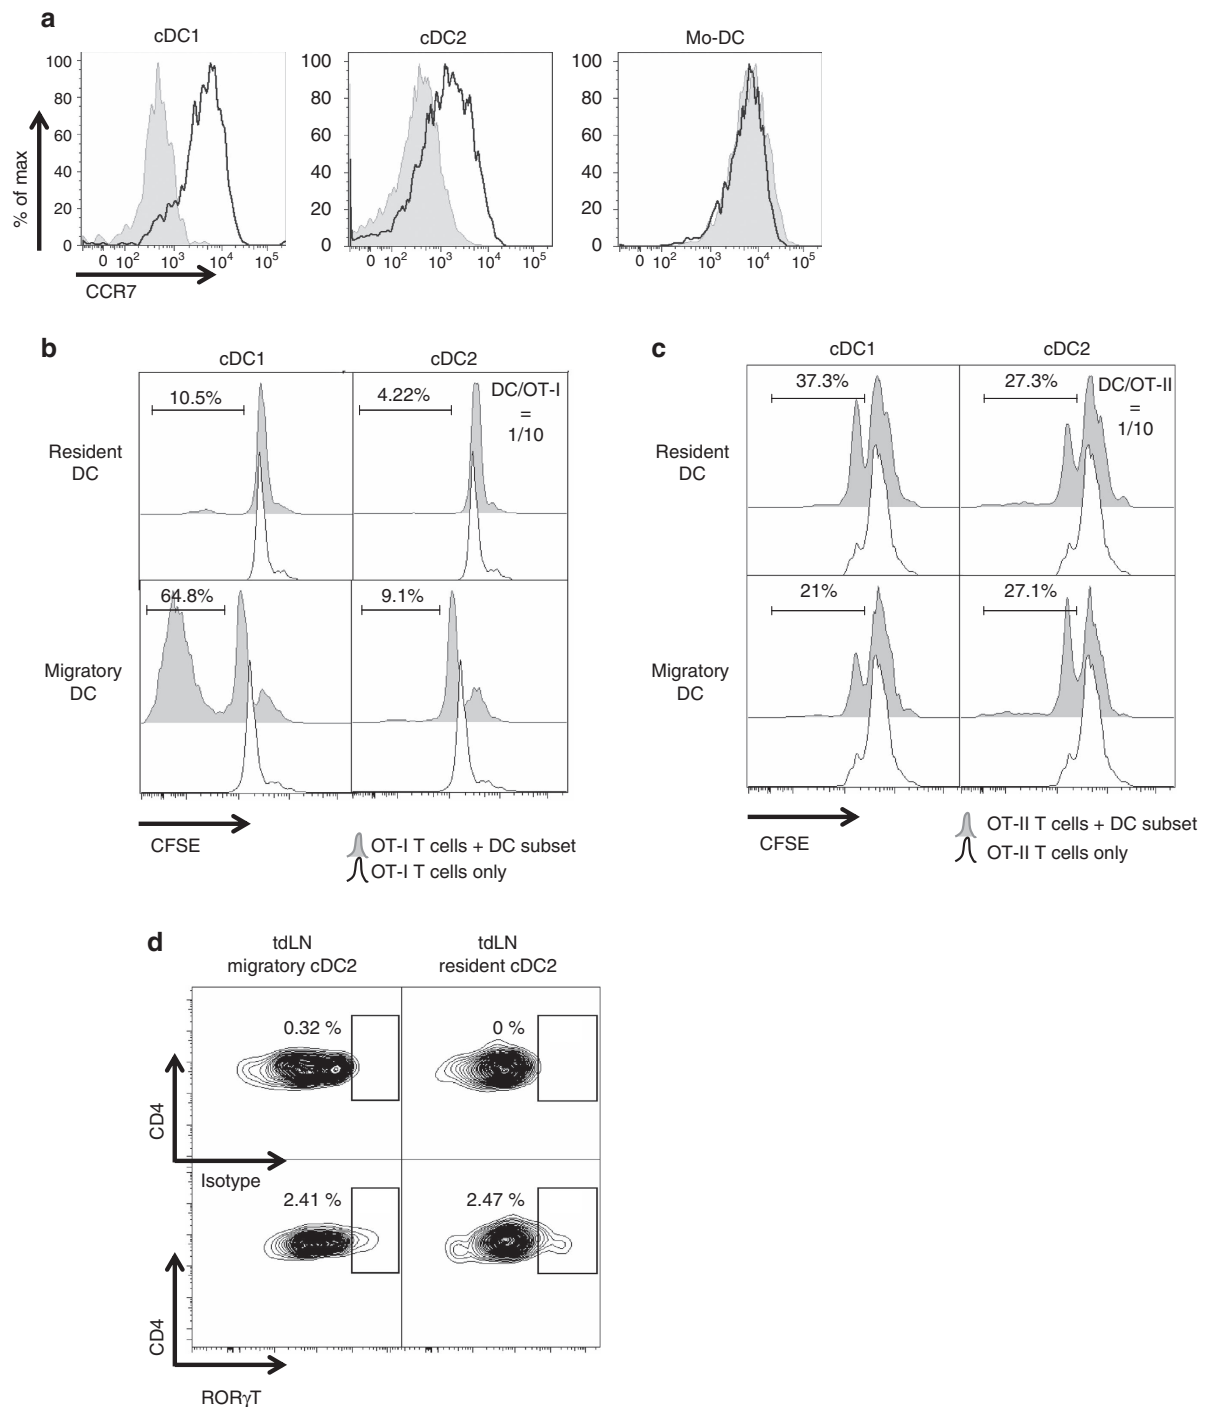 a
cDC1
cDC2
Mo-DC
% of max
100
80
60
40
20
0
0 10² 10³ 10⁴ 10⁵
100
80
60
40
20
0
0 10² 10³ 10⁴ 10⁵
100
80
60
40
20
0
0 10² 10³ 10⁴ 10⁵
CCR7
b
cDC1
cDC2
Resident
DC
10.5%
4.22%
DC/OT-I
=
1/10
Migratory
DC
64.8%
9.1%
CFSE
OT-I T cells + DC subset
OT-I T cells only
c
cDC1
cDC2
Resident
DC
37.3%
27.3%
DC/OT-II
=
1/10
Migratory
DC
21%
27.1%
CFSE
OT-II T cells + DC subset
OT-II T cells only
d
tdLN
migratory cDC2
tdLN
resident cDC2
CD4
0.32 %
0 %
Isotype
CD4
2.41 %
2.47 %
RORγT